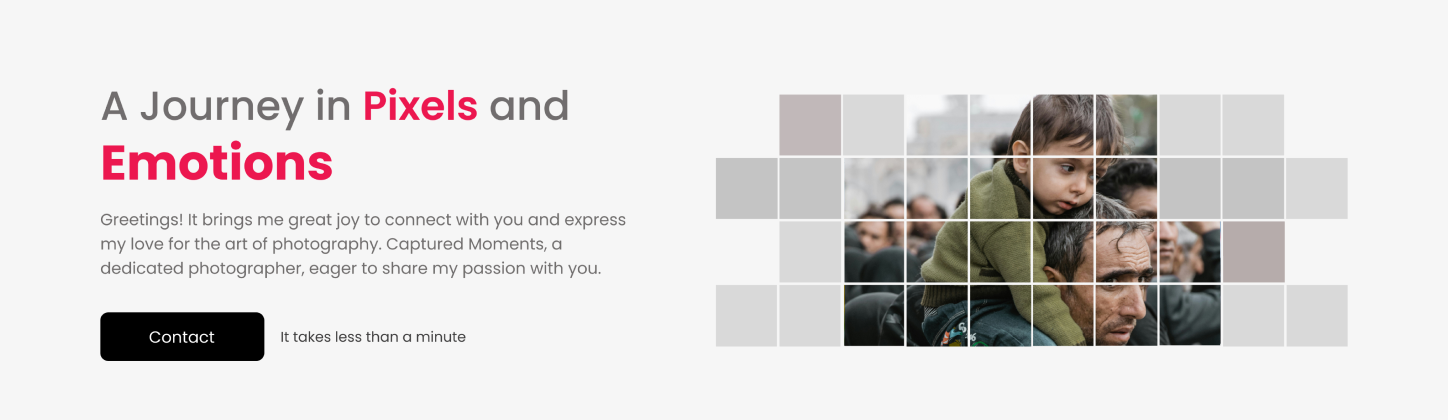 A Journey in Pixels and
Emotions
Greetings! It brings me great joy to connect with you and express
my love for the art of photography. Captured Moments, a
dedicated photographer, eager to share my passion with you.
Contact
It takes less than a minute